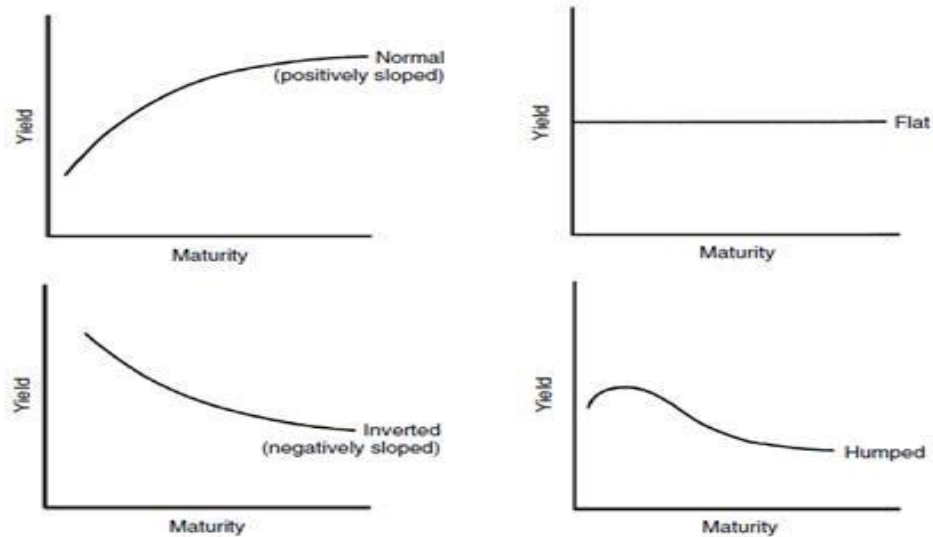 Yield
Normal
(positively sloped)
Maturity
Yield
Flat
Maturity
Yield
Inverted
(negatively sloped)
Maturity
Yield
Humped
Maturity